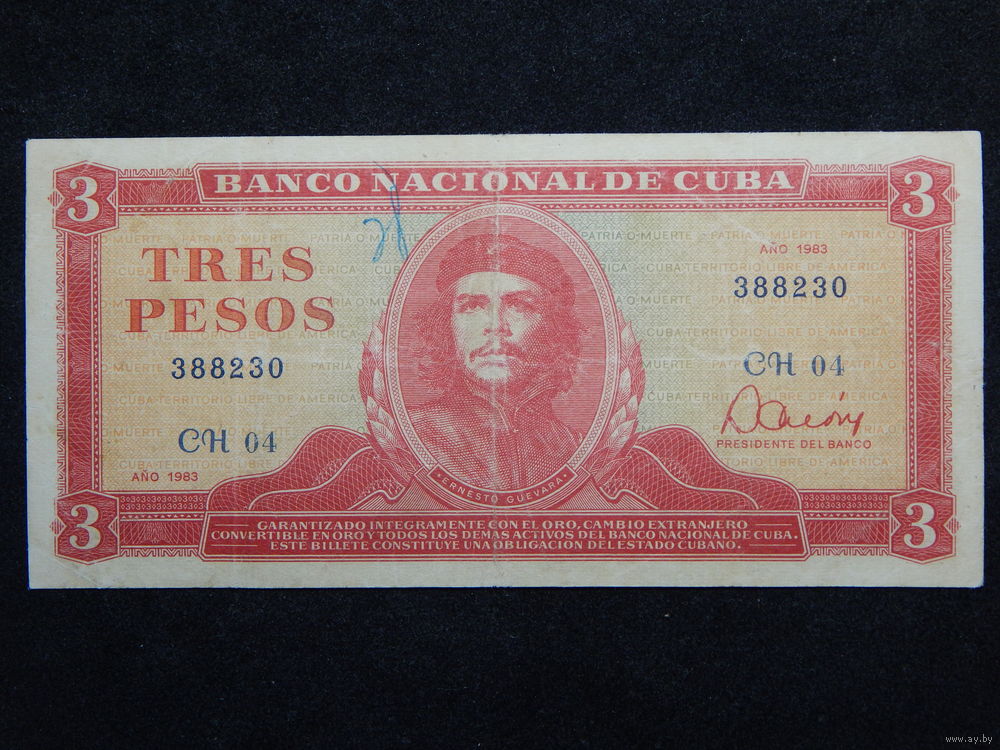 3
BANCO NACIONAL DE CUBA
3
TRES
PESOS
388230
CH 04
AÑO 1983
PATRIA O MUERTE
CUBA TERRITORIO LIBRE DE AMERICA
AÑO 1983
388230
CH 04
PRESIDENTE DEL BANCO
ERNESTO GUEVARA
3
GARANTIZADO INTEGRAMENTE CON EL ORO, CAMBIO EXTRANJERO
CONVERTIBLE EN ORO Y TODOS LOS DEMAS ACTIVOS DEL BANCO NACIONAL DE CUBA.
ESTE BILLETE CONSTITUYE UNA OBLIGACION DEL ESTADO CUBANO.
3
www.ay.by